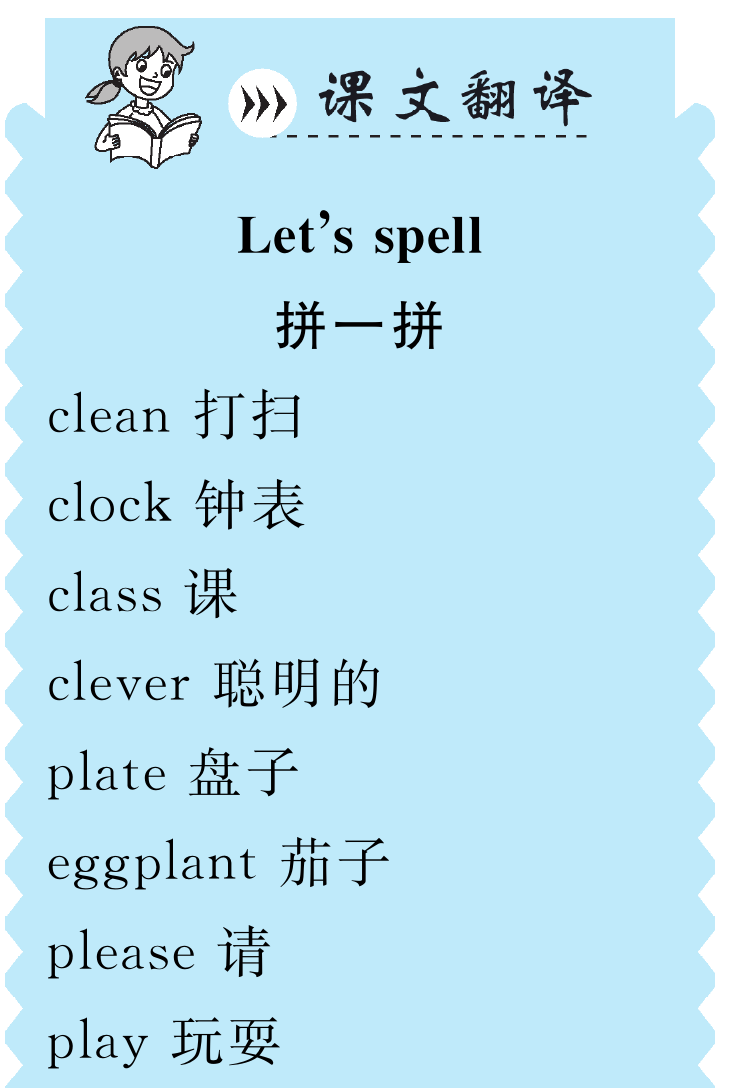 课文翻译
Let's spell
拼一拼
clean 打扫
clock 钟表
class 课
clever 聪明的
plate 盘子
eggplant 茄子
please 请
play 玩耍